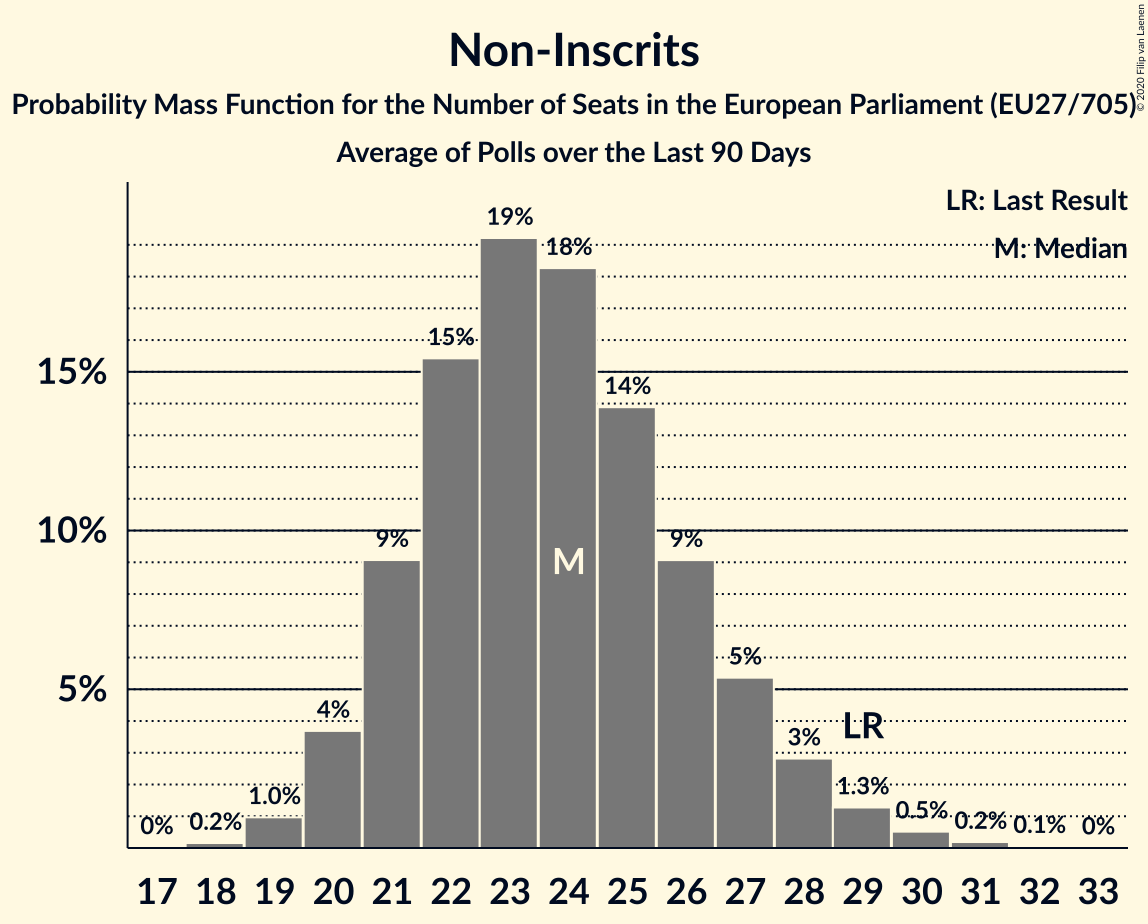 Non-Inscrits
Probability Mass Function for the Number of Seats in the European Parliament (EU27/705)
Average of Polls over the Last 90 Days
© 2020 Filip van Laenen
LR: Last Result
M: Median
19%
18%
15%
15%
14%
10%
9%
9%
M
5%
5%
4%
LR
3%
1.3%
1.0%
0.5%
0% 0.2% 0.2% 0.1% 0%
17 18 19 20 21 22 23 24 25 26 27 28 29 30 31 32 33